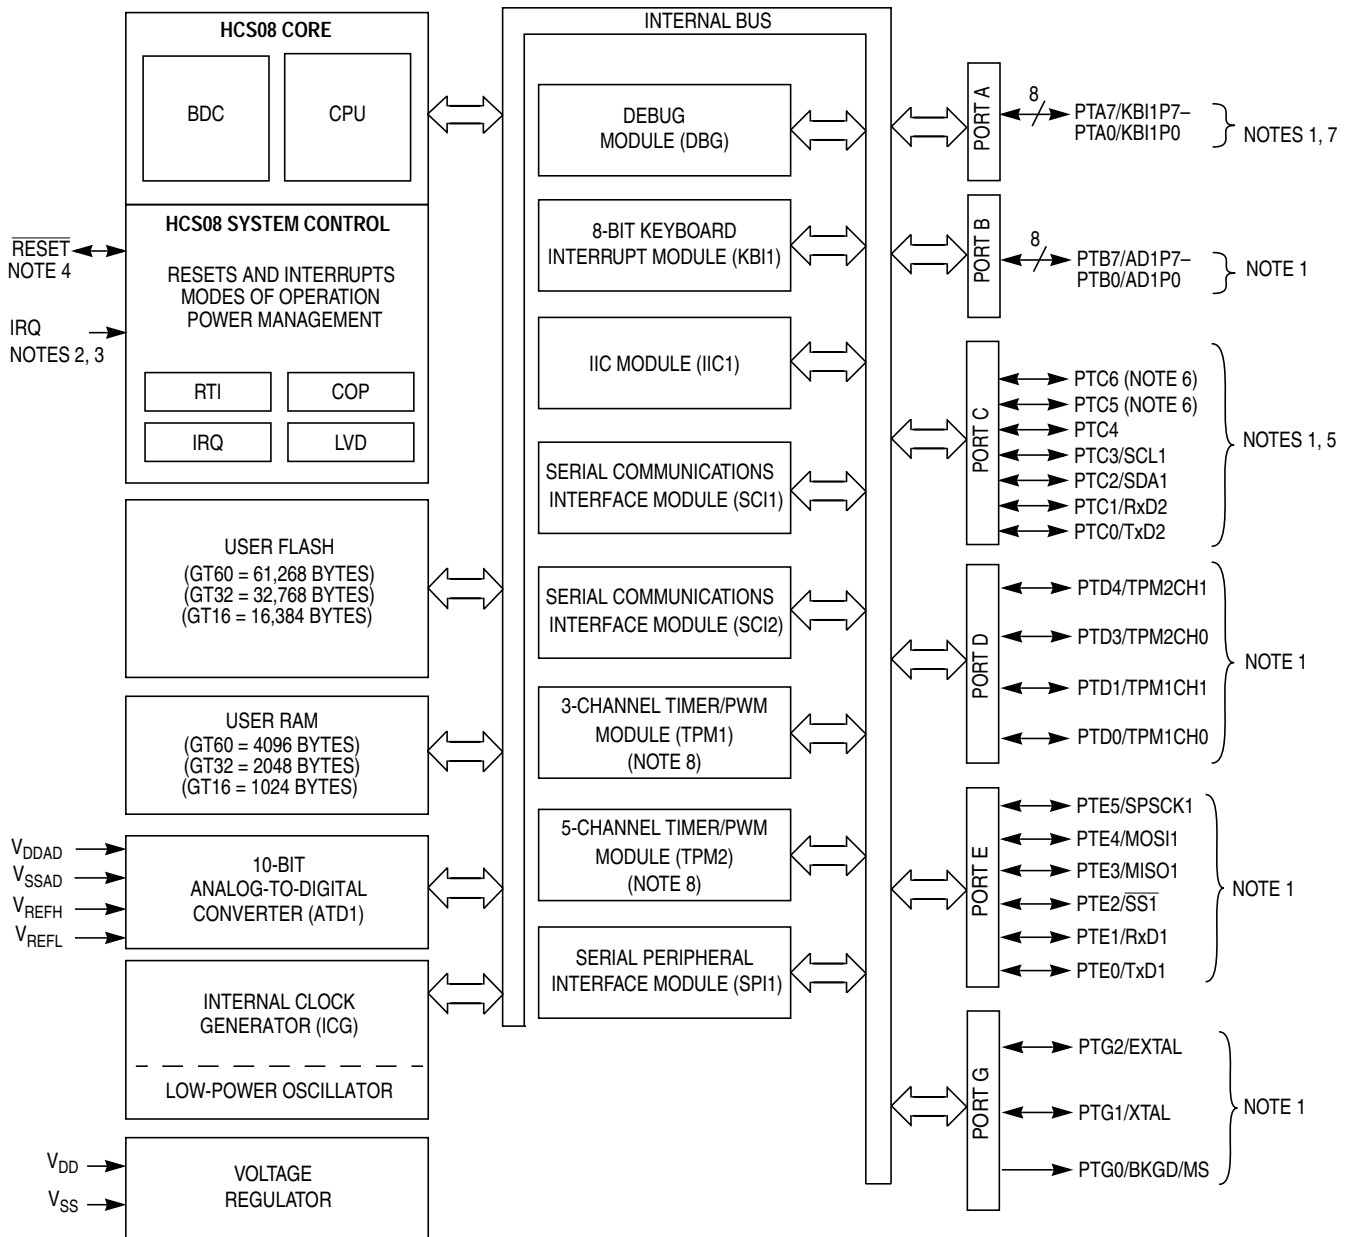 HCS08 CORE
BDC
CPU
HCS08 SYSTEM CONTROL
RESETS AND INTERRUPTS
MODES OF OPERATION
POWER MANAGEMENT
RTI
COP
IRQ
LVD
RESET
NOTE 4
IRQ
NOTES 2, 3
USER FLASH
(GT60 = 61,268 BYTES)
(GT32 = 32,768 BYTES)
(GT16 = 16,384 BYTES)
USER RAM
(GT60 = 4096 BYTES)
(GT32 = 2048 BYTES)
(GT16 = 1024 BYTES)
VDDAD
VSSAD
VREFH
VREFL
10-BIT
ANALOG-TO-DIGITAL
CONVERTER (ATD1)
INTERNAL CLOCK
GENERATOR (ICG)
LOW-POWER OSCILLATOR
VDD
VSS
VOLTAGE
REGULATOR
INTERNAL BUS
DEBUG
MODULE (DBG)
8-BIT KEYBOARD
INTERRUPT MODULE (KBI1)
IIC MODULE (IIC1)
SERIAL COMMUNICATIONS
INTERFACE MODULE (SCI1)
SERIAL COMMUNICATIONS
INTERFACE MODULE (SCI2)
3-CHANNEL TIMER/PWM
MODULE (TPM1)
(NOTE 8)
5-CHANNEL TIMER/PWM
MODULE (TPM2)
(NOTE 8)
SERIAL PERIPHERAL
INTERFACE MODULE (SPI1)
PORT A
8
PTA7/KBI1P7–
PTA0/KBI1P0
NOTES 1, 7
PORT B
8
PTB7/AD1P7–
PTB0/AD1P0
NOTE 1
PORT C
PTC6 (NOTE 6)
PTC5 (NOTE 6)
PTC4
PTC3/SCL1
PTC2/SDA1
PTC1/RxD2
PTC0/TxD2
NOTES 1, 5
PORT D
PTD4/TPM2CH1
PTD3/TPM2CH0
PTD1/TPM1CH1
PTD0/TPM1CH0
NOTE 1
PORT E
PTE5/SPSCK1
PTE4/MOSI1
PTE3/MISO1
PTE2/SS1
PTE1/RxD1
PTE0/TxD1
NOTE 1
PORT G
PTG2/EXTAL
PTG1/XTAL
PTG0/BKGD/MS
NOTE 1